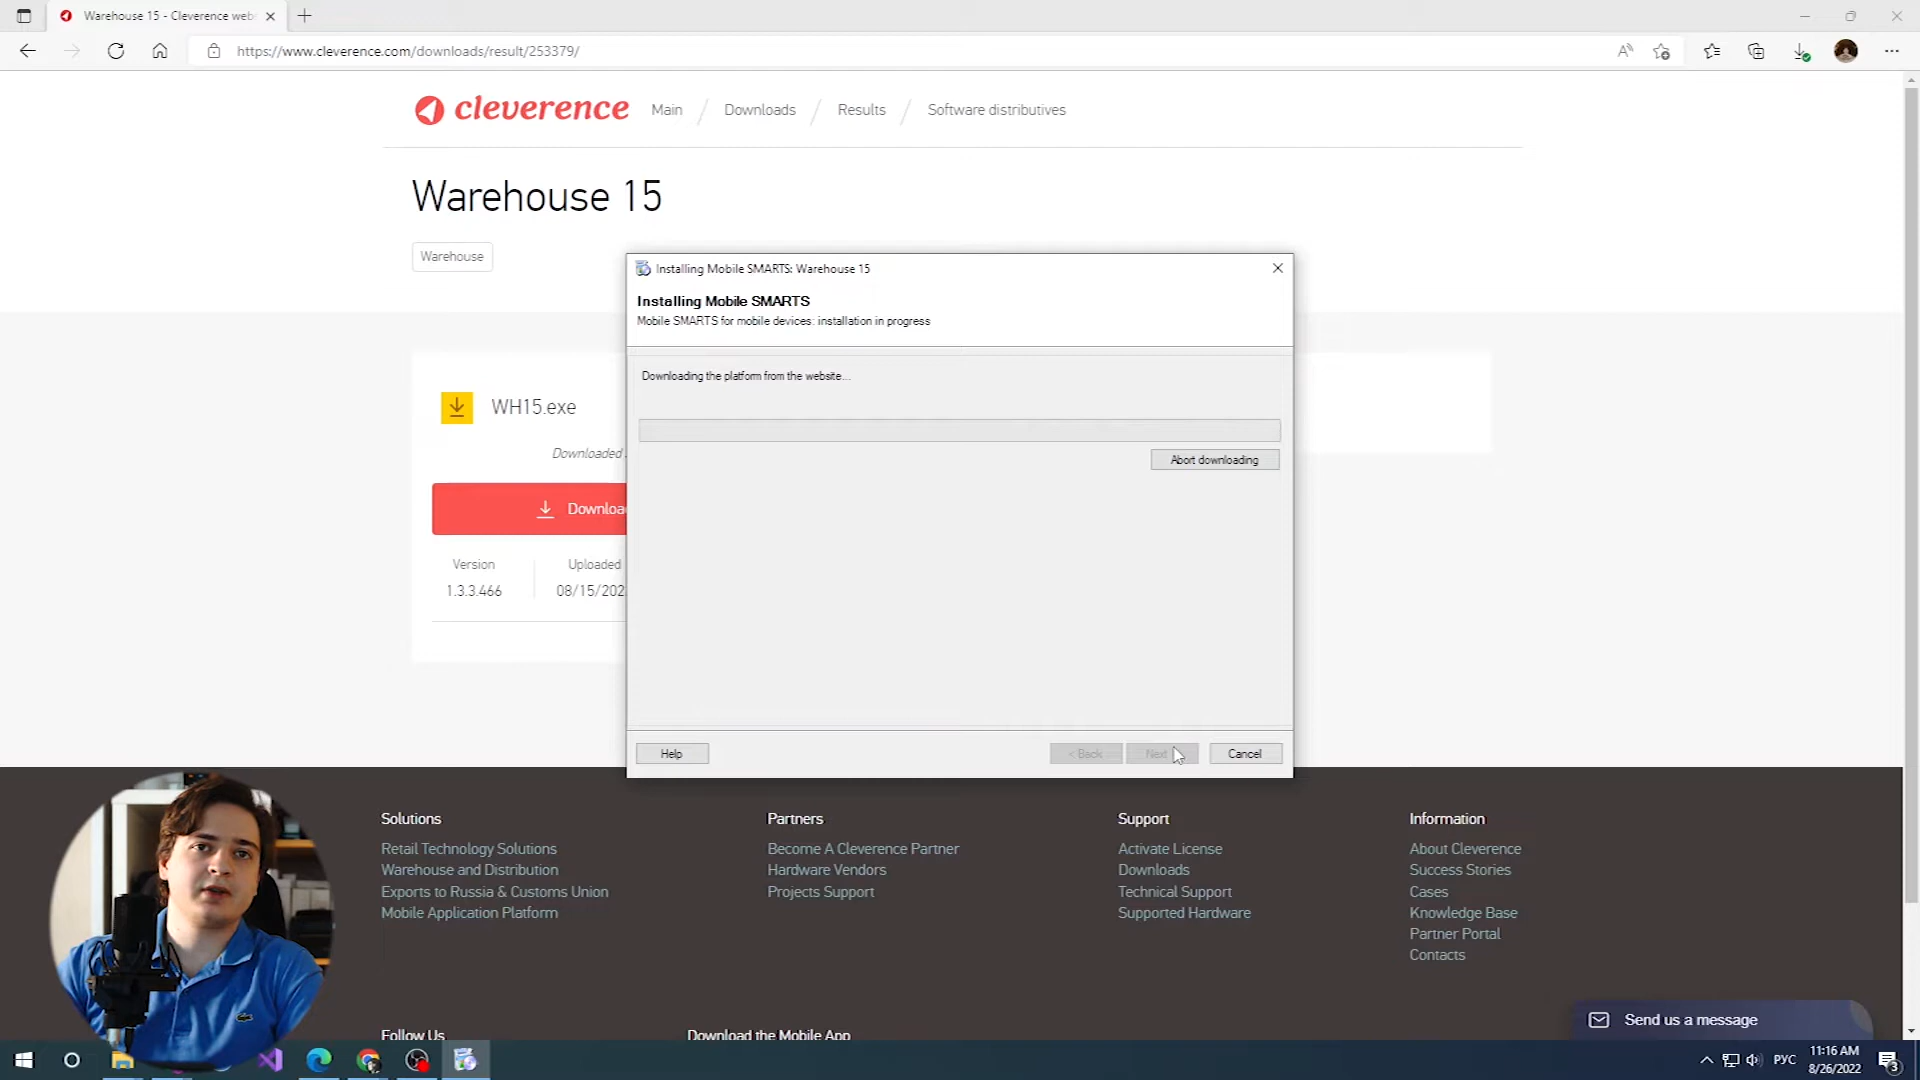 Warehouse 15 - Cleverence web
https://www.cleverence.com/downloads/result/253379/
cleverence
Main / Downloads / Results / Software distributives
Warehouse 15
Warehouse
Installing Mobile SMARTS: Warehouse 15
Installing Mobile SMARTS
Mobile SMARTS for mobile devices: installation in progress
Downloading the platform from the website...
Abort downloading
WH15.exe
Downloaded
Version Uploaded
1.3.3.466 08/15/202
Help < Back Next Cancel
Solutions
Retail Technology Solutions
Warehouse and Distribution
Exports to Russia & Customs Union
Mobile Application Platform
Partners
Become A Cleverence Partner
Hardware Vendors
Projects Support
Support
Activate License
Downloads
Technical Support
Supported Hardware
Information
About Cleverence
Success Stories
Cases
Knowledge Base
Partner Portal
Contacts
Follow Us
Download the Mobile App
Send us a message
РУС
11:16 AM
8/26/2022
3